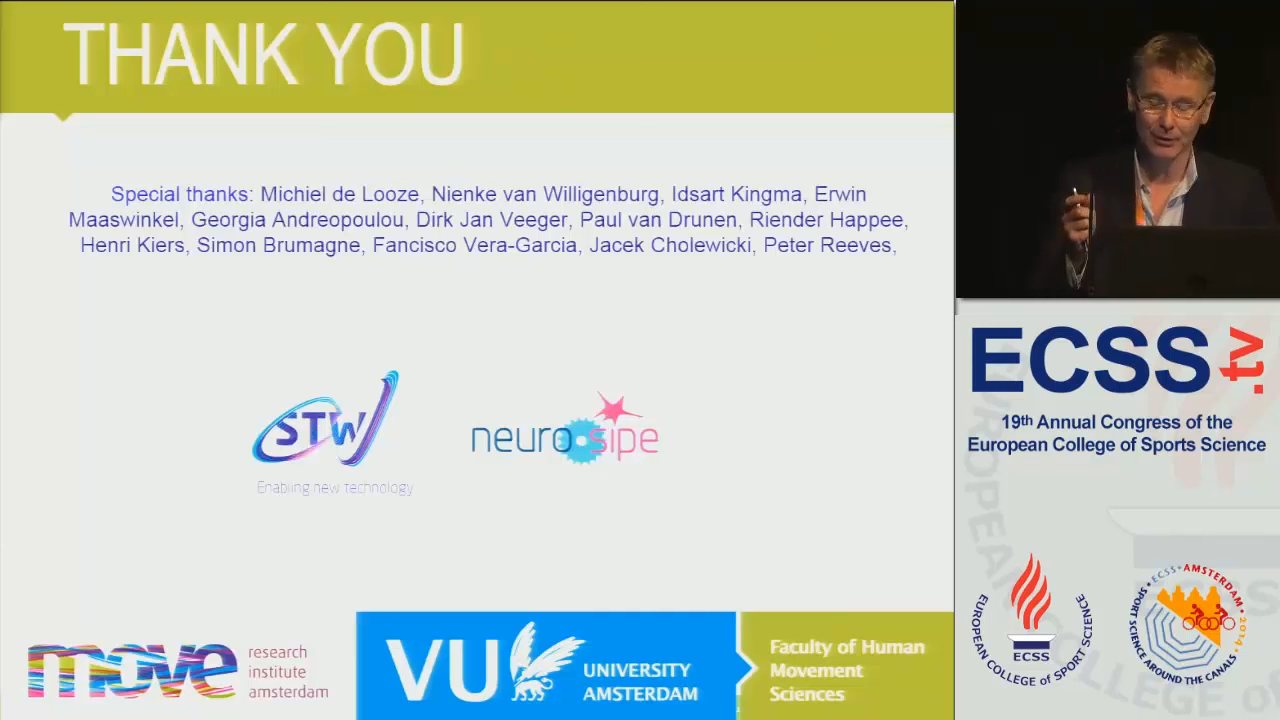 THANK YOU
Special thanks: Michiel de Looze, Nienke van Willigenburg, Idsart Kingma, Erwin
Maaswinkel, Georgia Andreopoulou, Dirk Jan Veeger, Paul van Drunen, Riender Happee,
Henri Kiers, Simon Brumagne, Fancisco Vera-Garcia, Jacek Cholewicki, Peter Reeves,
STW
Enabling new technology
neurosipe
move
research
institute
amsterdam
VU
UNIVERSITY
AMSTERDAM
Faculty of Human
Movement
Sciences
ECSS.tv
19th Annual Congress of the
European College of Sports Science
EUROPEAN COLLEGE OF SPORT SCIENCE
ECSS
ECSS AMSTERDAM 2014
SPORT SCIENCE AROUND THE CANALS